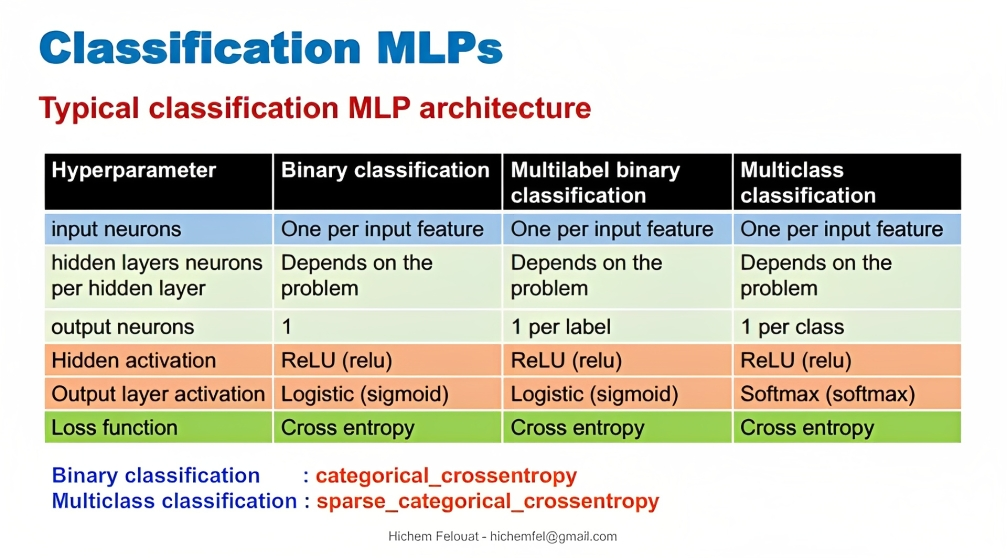 Classification MLPs
Typical classification MLP architecture
Hyperparameter Binary classification Multilabel binary classification Multiclass classification
input neurons One per input feature One per input feature One per input feature
hidden layers neurons per hidden layer Depends on the problem Depends on the problem Depends on the problem
output neurons 1 1 per label 1 per class
Hidden activation ReLU (relu) ReLU (relu) ReLU (relu)
Output layer activation Logistic (sigmoid) Logistic (sigmoid) Softmax (softmax)
Loss function Cross entropy Cross entropy Cross entropy
Binary classification : categorical_crossentropy
Multiclass classification : sparse_categorical_crossentropy
Hichem Felouat - hichemfel@gmail.com